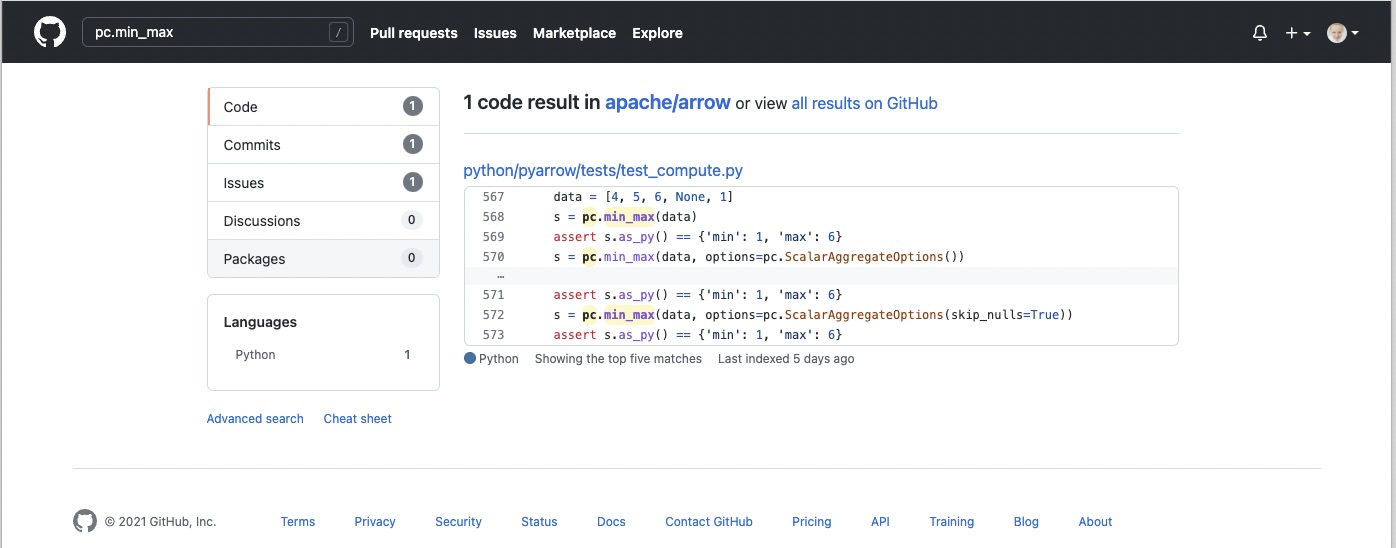 pc.min_max / Pull requests Issues Marketplace Explore
Code 1
Commits 1
Issues 1
Discussions 0
Packages 0
Languages
Python 1
Advanced search Cheat sheet
1 code result in apache/arrow or view all results on GitHub
python/pyarrow/tests/test_compute.py
567 data = [4, 5, 6, None, 1]
568 s = pc.min_max(data)
569 assert s.as_py() == {'min': 1, 'max': 6}
570 s = pc.min_max(data, options=pc.ScalarAggregateOptions())
…
571 assert s.as_py() == {'min': 1, 'max': 6}
572 s = pc.min_max(data, options=pc.ScalarAggregateOptions(skip_nulls=True))
573 assert s.as_py() == {'min': 1, 'max': 6}
Python Showing the top five matches Last indexed 5 days ago
© 2021 GitHub, Inc. Terms Privacy Security Status Docs Contact GitHub Pricing API Training Blog About